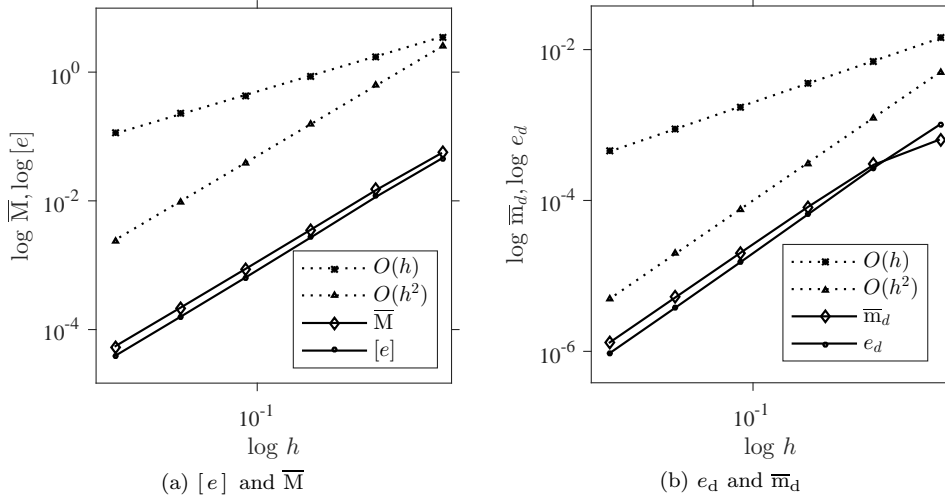 10^0
10^-2
10^-4
log M̅, log [e]
O(h)
O(h^2)
M̅
[e]
10^-1
log h
(a) [ e ] and M̅
10^-2
10^-4
10^-6
log m̅_d, log e_d
O(h)
O(h^2)
m̅_d
e_d
10^-1
log h
(b) e_d and m̅_d